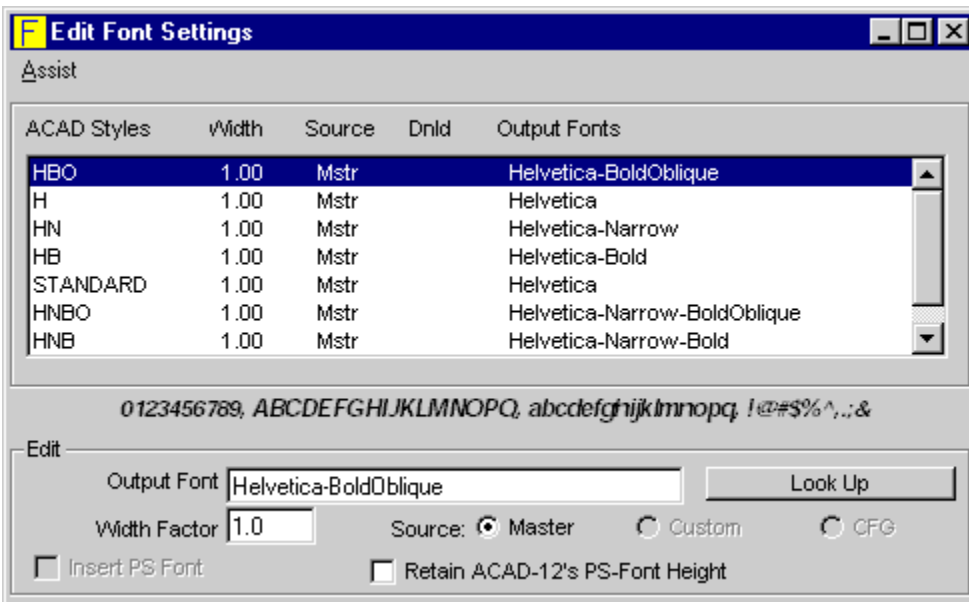 F Edit Font Settings
Assist
ACAD Styles Width Source Dnld Output Fonts
HBO 1.00 Mstr Helvetica-BoldOblique
H 1.00 Mstr Helvetica
HN 1.00 Mstr Helvetica-Narrow
HB 1.00 Mstr Helvetica-Bold
STANDARD 1.00 Mstr Helvetica
HNBO 1.00 Mstr Helvetica-Narrow-BoldOblique
HNB 1.00 Mstr Helvetica-Narrow-Bold
0123456789, ABCDEFGHIJKLMNOPQ, abcdefghijklmnopq, !@#$%^,.;&
Edit
Output Font Helvetica-BoldOblique Look Up
Width Factor 1.0 Source: Master Custom CFG
Insert PS Font Retain ACAD-12's PS-Font Height